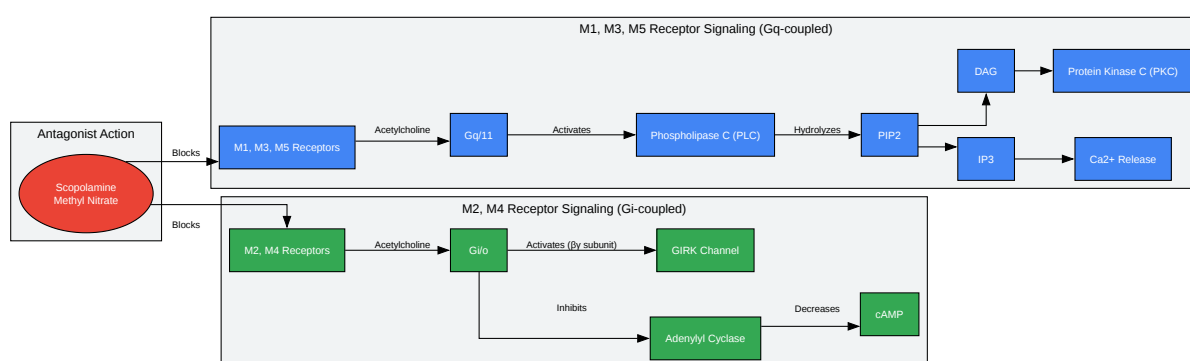 M1, M3, M5 Receptor Signaling (Gq-coupled)
DAG
Protein Kinase C (PKC)
Antagonist Action
M1, M3, M5 Receptors
Acetylcholine
Gq/11
Activates
Phospholipase C (PLC)
Hydrolyzes
PIP2
IP3
Ca2+ Release
Blocks
Scopolamine
Methyl Nitrate
Blocks
M2, M4 Receptor Signaling (Gi-coupled)
M2, M4 Receptors
Acetylcholine
Gi/o
Activates (βγ subunit)
GIRK Channel
Inhibits
Adenylyl Cyclase
Decreases
cAMP